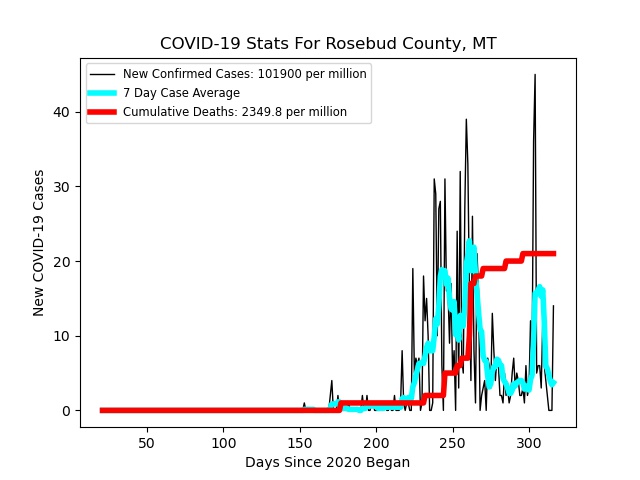 COVID-19 Stats For Rosebud County, MT
New Confirmed Cases: 101900 per million
7 Day Case Average
Cumulative Deaths: 2349.8 per million
New COVID-19 Cases
40
30
20
10
0
50 100 150 200 250 300
Days Since 2020 Began